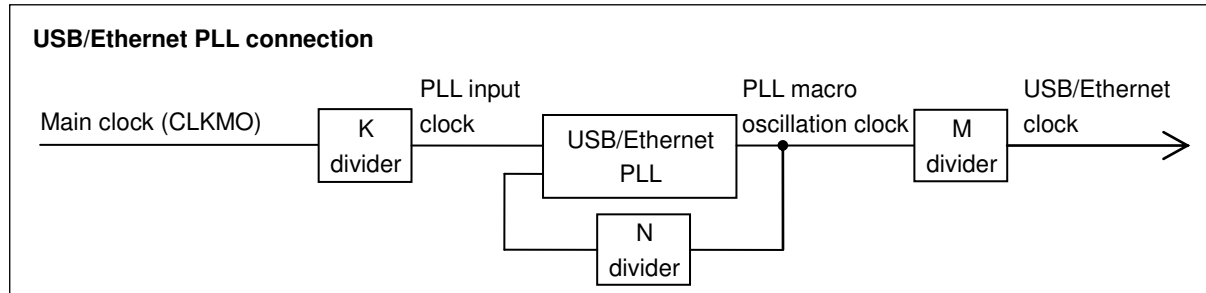 USB/Ethernet PLL connection
Main clock (CLKMO)
K
divider
PLL input
clock
USB/Ethernet
PLL
PLL macro
oscillation clock
M
divider
USB/Ethernet
clock
N
divider